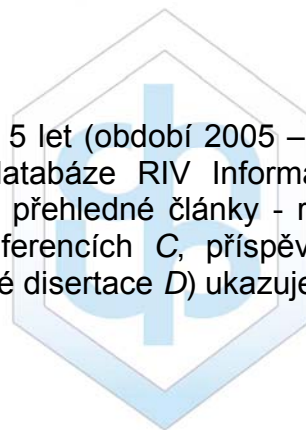 5 let (období 2005 –
databáze RIV Informa
přehledné články - r
ferencích C, příspěv
é disertace D) ukazuje